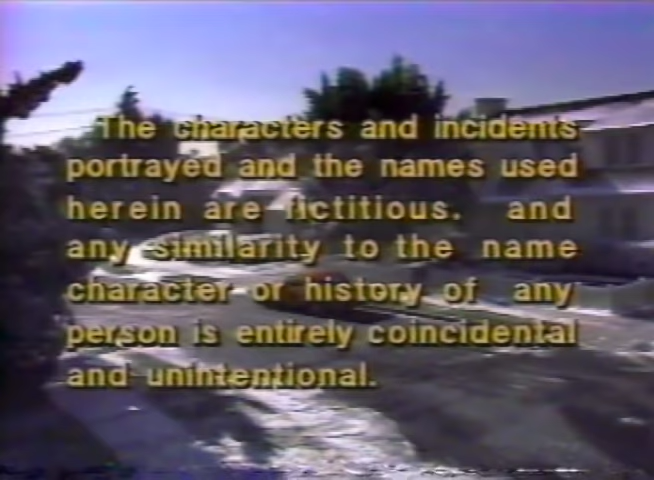 The characters and incidents
portrayed and the names used
herein are fictitious. and
any similarity to the name
character or history of any
person is entirely coincidental
and unintentional.